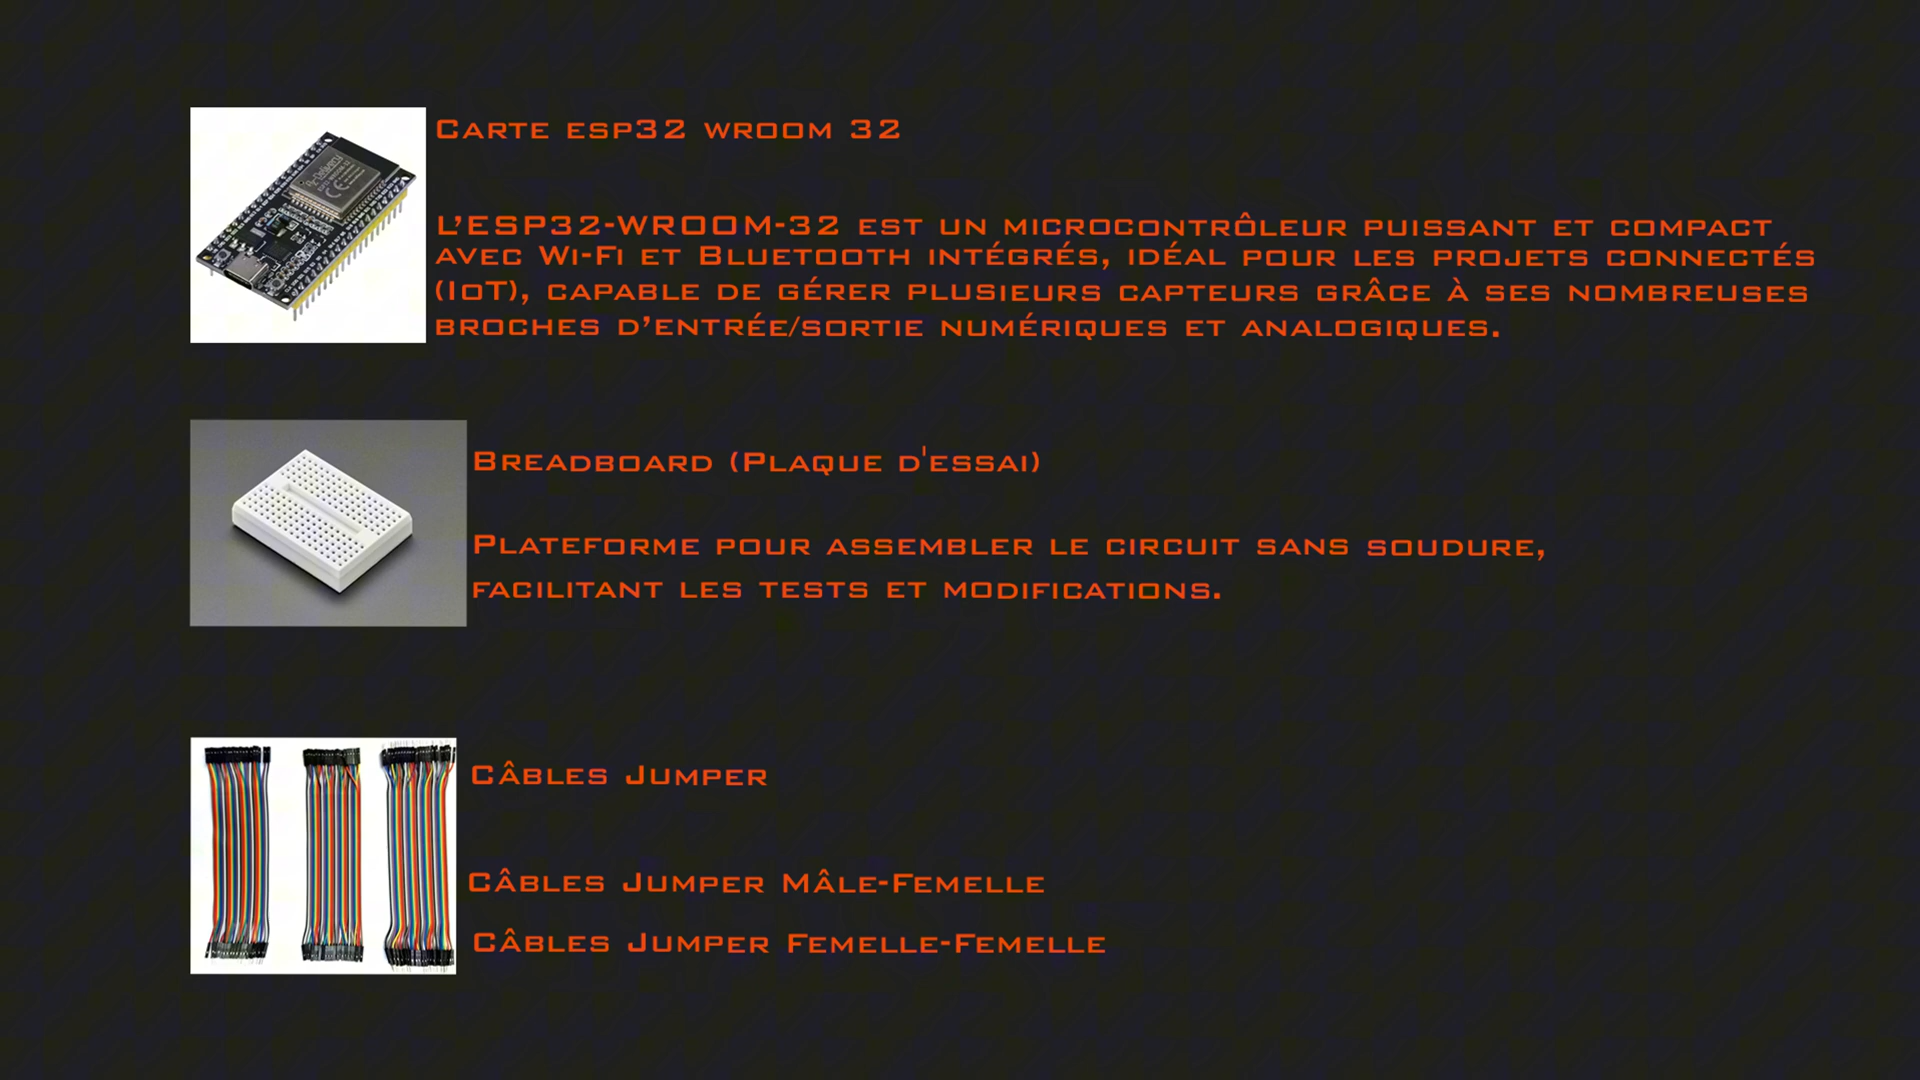 Carte esp32 wroom 32
L’ESP32-WROOM-32 est un microcontrôleur puissant et compact
avec Wi-Fi et Bluetooth intégrés, idéal pour les projets connectés
(IoT), capable de gérer plusieurs capteurs grâce à ses nombreuses
broches d’entrée/sortie numériques et analogiques.
Breadboard (Plaque d'essai)
Plateforme pour assembler le circuit sans soudure,
facilitant les tests et modifications.
Câbles Jumper
Câbles Jumper Mâle-Femelle
Câbles Jumper Femelle-Femelle